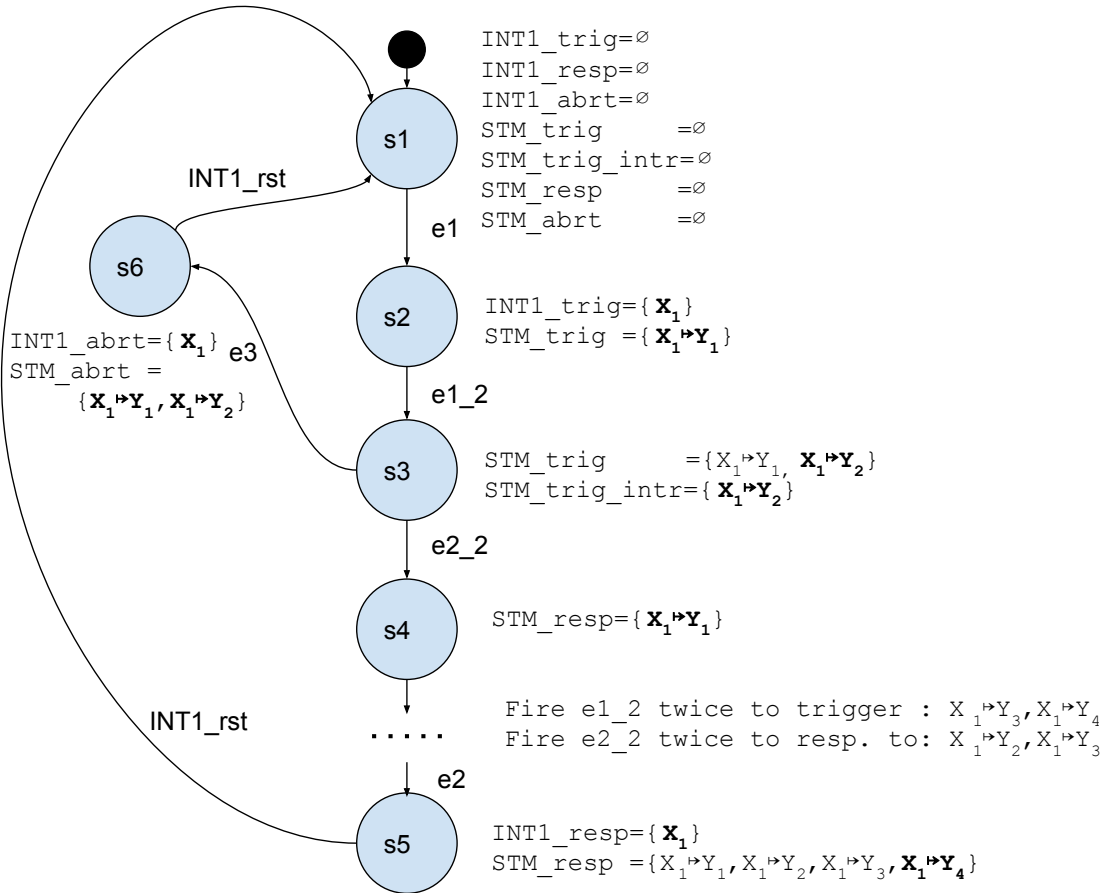 INT1_trig=∅
INT1_resp=∅
INT1_abrt=∅
STM_trig     =∅
STM_trig_intr=∅
STM_resp     =∅
STM_abrt     =∅
s1
INT1_rst
e1
s6
s2
INT1_trig={X₁}
STM_trig ={X₁↦Y₁}
INT1_abrt={X₁}
STM_abrt =
{X₁↦Y₁,X₁↦Y₂}
e3
e1_2
s3
STM_trig     ={X₁↦Y₁, X₁↦Y₂}
STM_trig_intr={X₁↦Y₂}
e2_2
s4
STM_resp={X₁↦Y₁}
INT1_rst
.....
Fire e1_2 twice to trigger : X₁↦Y₃,X₁↦Y₄
Fire e2_2 twice to resp. to: X₁↦Y₂,X₁↦Y₃
e2
s5
INT1_resp={X₁}
STM_resp ={X₁↦Y₁,X₁↦Y₂,X₁↦Y₃,X₁↦Y₄}